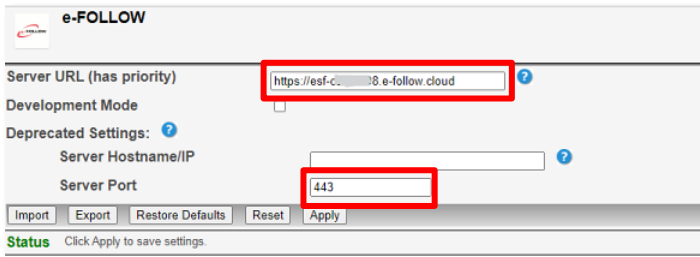 e-FOLLOW
e-FOLLOW
Server URL (has priority) https://esf-c 8.e-follow.cloud ?
Development Mode
Deprecated Settings: ?
Server Hostname/IP ?
Server Port 443
Import Export Restore Defaults Reset Apply
Status Click Apply to save settings.